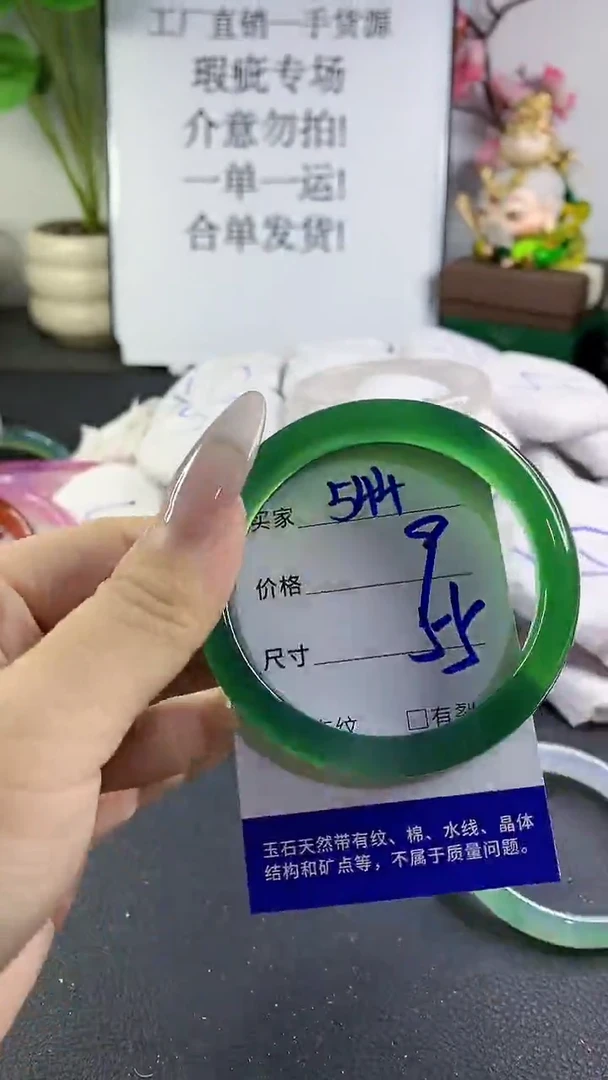 工厂直销一手货源
瑕疵专场
介意勿拍!
一单一运!
合单发货!
买家 544
价格
尺寸 55
有纹 □有裂
玉石天然带有纹、棉、水线、晶体
结构和矿点等，不属于质量问题。